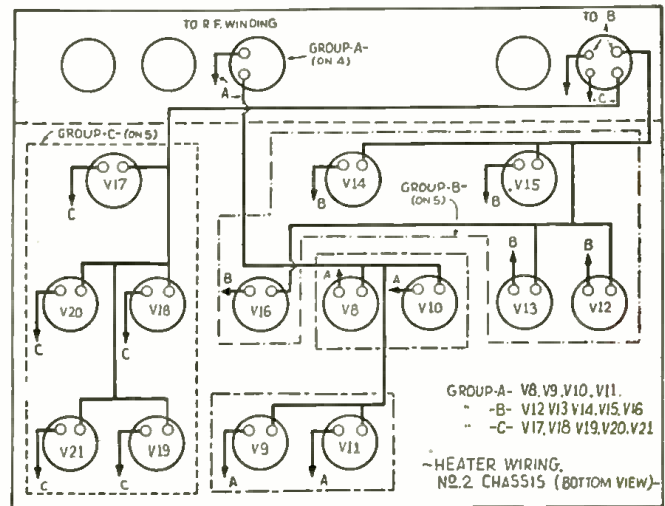 TO R.F. WINDING
TO B
GROUP-A-
(ON 4)
A
-C-
GROUP-C-(ON 5)
V17
C
V14
B
V15
B
GROUP-B-
(ON 5)
V20
C
V18
C
B
V16
A
V8
A
V10
B
V13
B
V12
V21
C
V19
C
V9
A
V11
A
GROUP-A- V8, V9, V10, V11.
" -B- V12 V13 V14, V15, V16
" -C- V17, V18 V19, V20, V21
~HEATER WIRING.
Nº.2 CHASSIS (BOTTOM VIEW)~